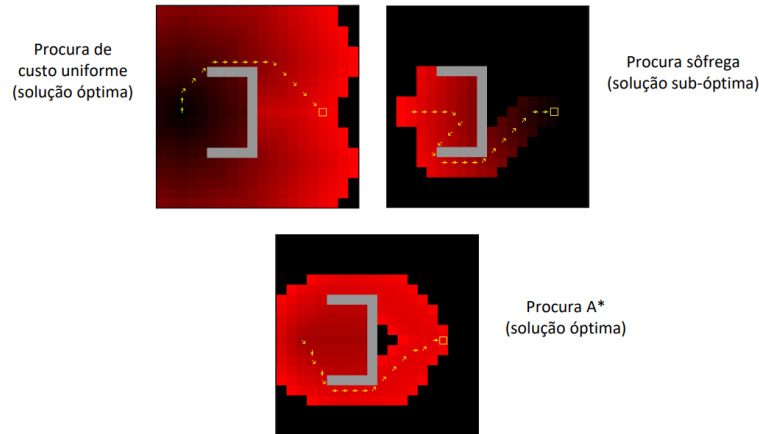 Procura de
custo uniforme
(solução óptima)
Procura sôfrega
(solução sub-óptima)
Procura A*
(solução óptima)